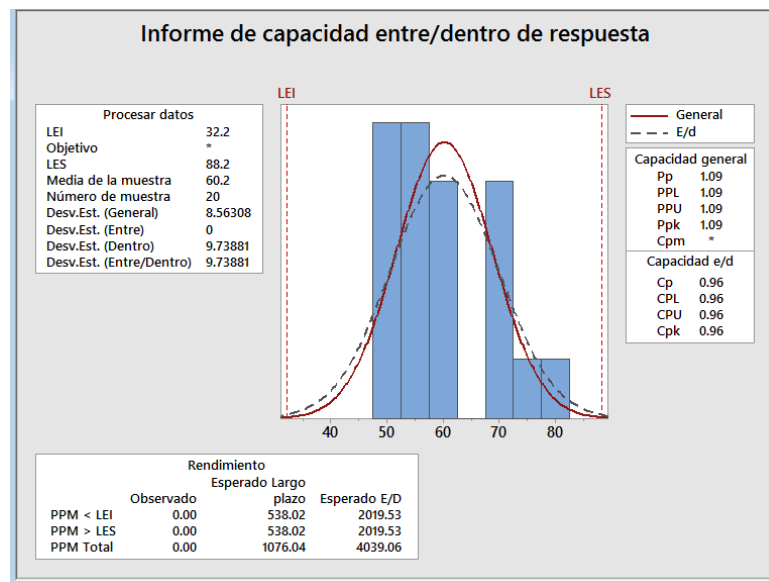 Informe de capacidad entre/dentro de respuesta
LEI LES
Procesar datos
LEI 32.2
Objetivo *
LES 88.2
Media de la muestra 60.2
Número de muestra 20
Desv.Est. (General) 8.56308
Desv.Est. (Entre) 0
Desv.Est. (Dentro) 9.73881
Desv.Est. (Entre/Dentro) 9.73881
General
E/d
Capacidad general
Pp 1.09
PPL 1.09
PPU 1.09
Ppk 1.09
Cpm *
Capacidad e/d
Cp 0.96
CPL 0.96
CPU 0.96
Cpk 0.96
40 50 60 70 80
Rendimiento
Esperado Largo
Observado plazo Esperado E/D
PPM < LEI 0.00 538.02 2019.53
PPM > LES 0.00 538.02 2019.53
PPM Total 0.00 1076.04 4039.06